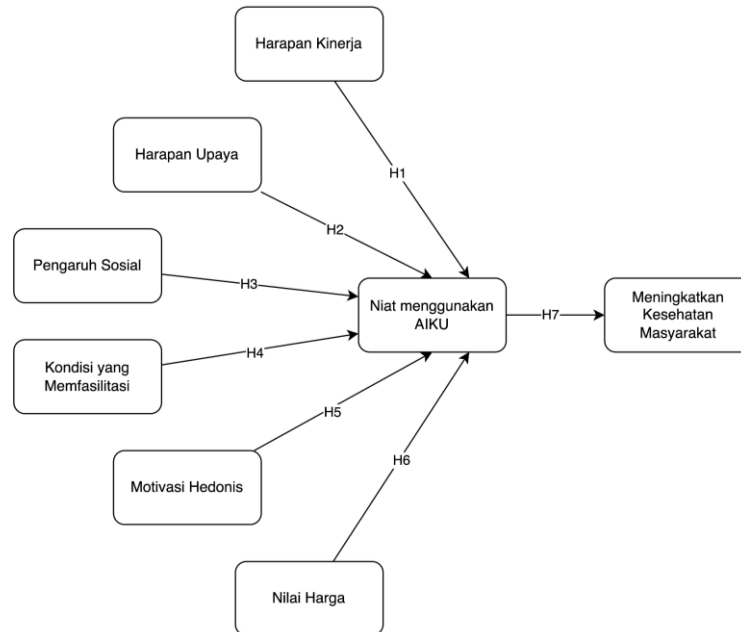 Harapan Kinerja
H1
Harapan Upaya
H2
Pengaruh Sosial
H3
Niat menggunakan
AIKU
H7
Meningkatkan
Kesehatan
Masyarakat
Kondisi yang
Memfasilitasi
H4
H5
Motivasi Hedonis
H6
Nilai Harga